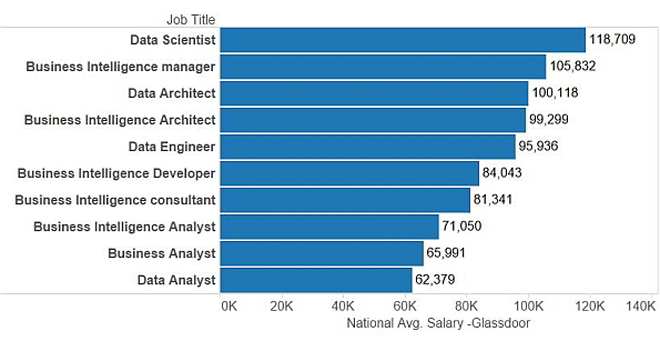 Job Title
Data Scientist 118,709
Business Intelligence manager 105,832
Data Architect 100,118
Business Intelligence Architect 99,299
Data Engineer 95,936
Business Intelligence Developer 84,043
Business Intelligence consultant 81,341
Business Intelligence Analyst 71,050
Business Analyst 65,991
Data Analyst 62,379
0K 20K 40K 60K 80K 100K 120K 140K
National Avg. Salary -Glassdoor